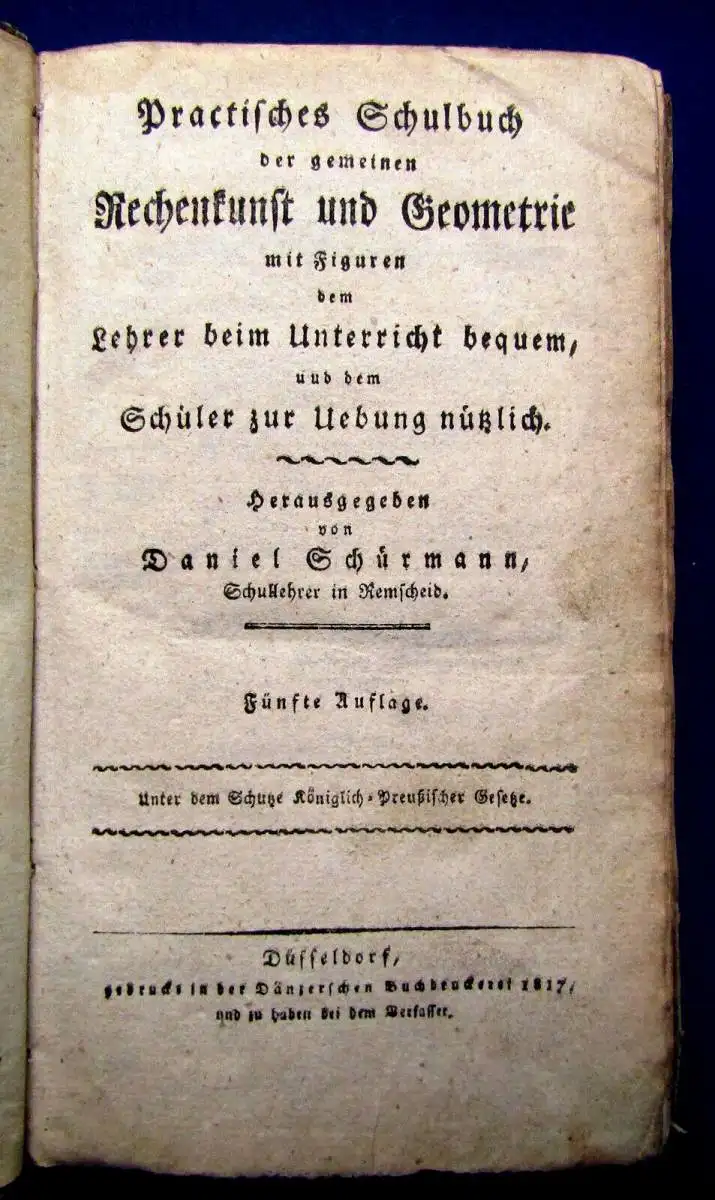 Practisches Schulbuch
der gemeinen
Rechenkunst und Geometrie
mit Figuren
dem
Lehrer beim Unterricht bequem,
uud dem
Schüler zur Uebung nützlich.
Herausgegeben
von
Daniel Schürmann,
Schullehrer in Remscheid.
Fünfte Auflage.
Unter dem Schutze Königlich-Preußischer Gesetze.
Düsseldorf,
gedruckt in der Dänzerschen Buchdruckerei 1817,
und zu haben bei dem Verfasser.